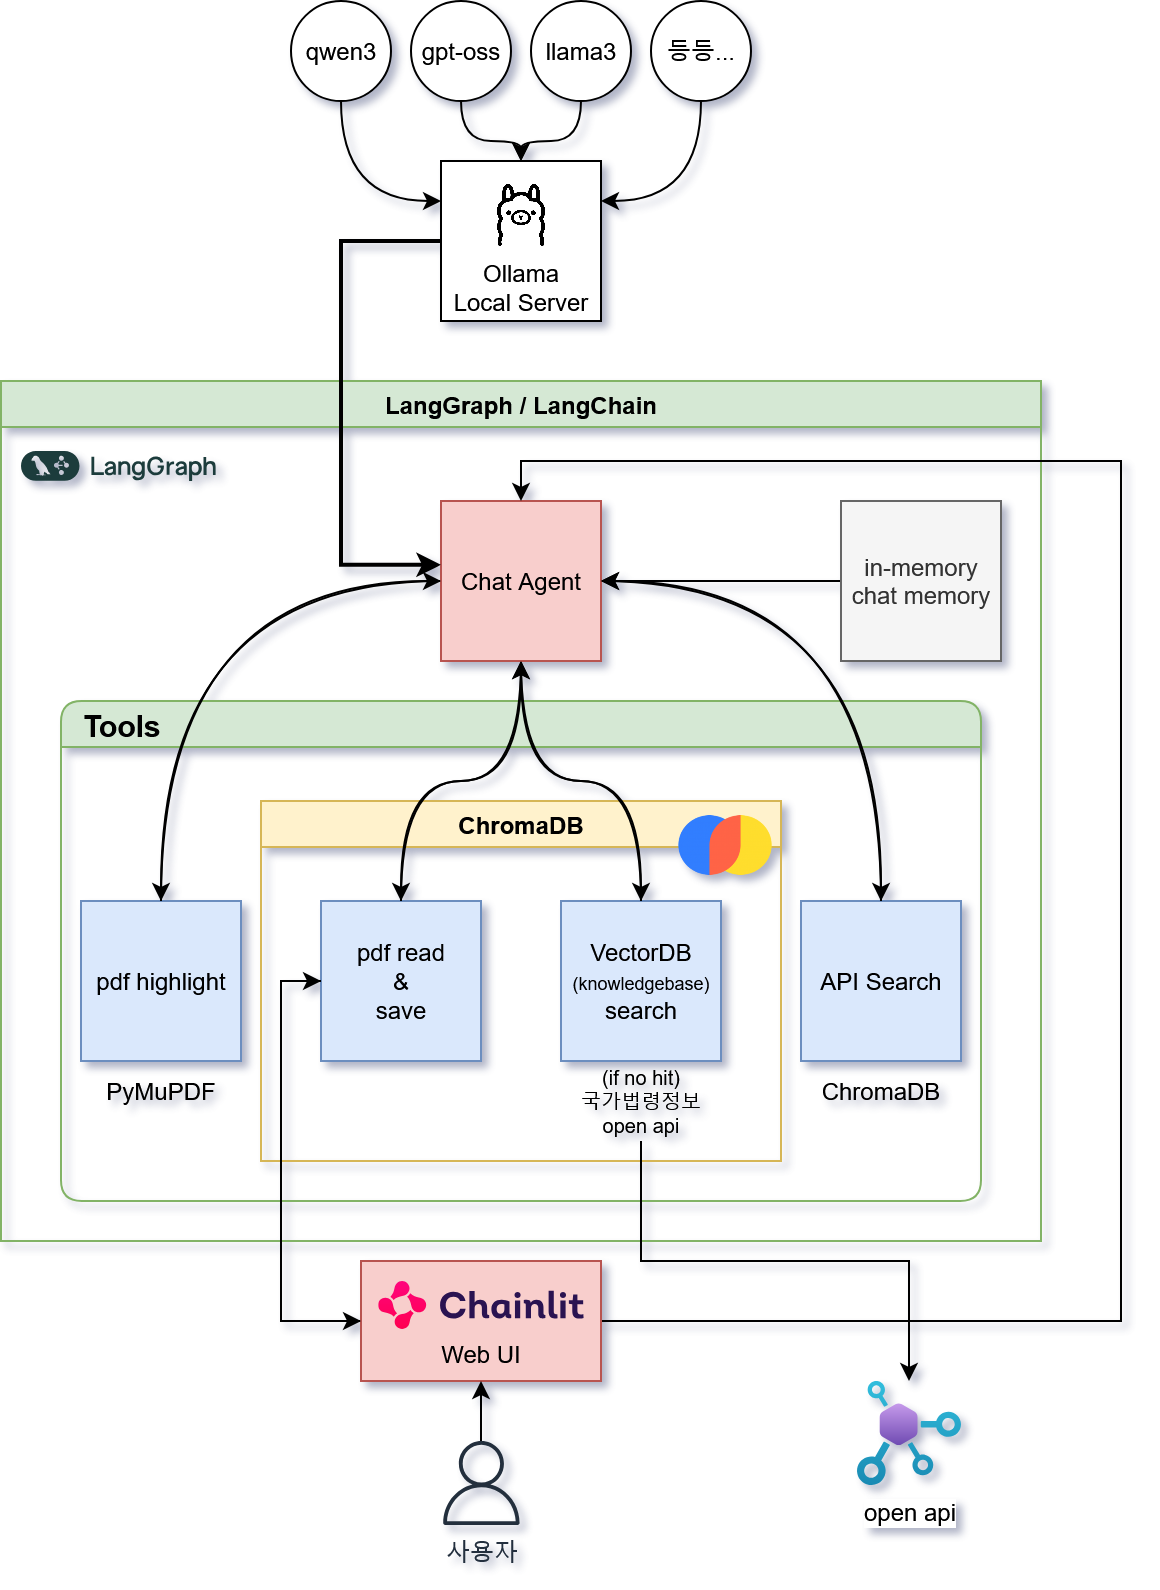 qwen3
gpt-oss
llama3
등등...
Ollama
Local Server
LangGraph / LangChain
LangGraph
Chat Agent
in-memory
chat memory
Tools
ChromaDB
pdf highlight
pdf read
&
save
VectorDB
(knowledgebase)
search
API Search
PyMuPDF
(if no hit)
국가법령정보
open api
ChromaDB
Chainlit
Web UI
사용자
open api